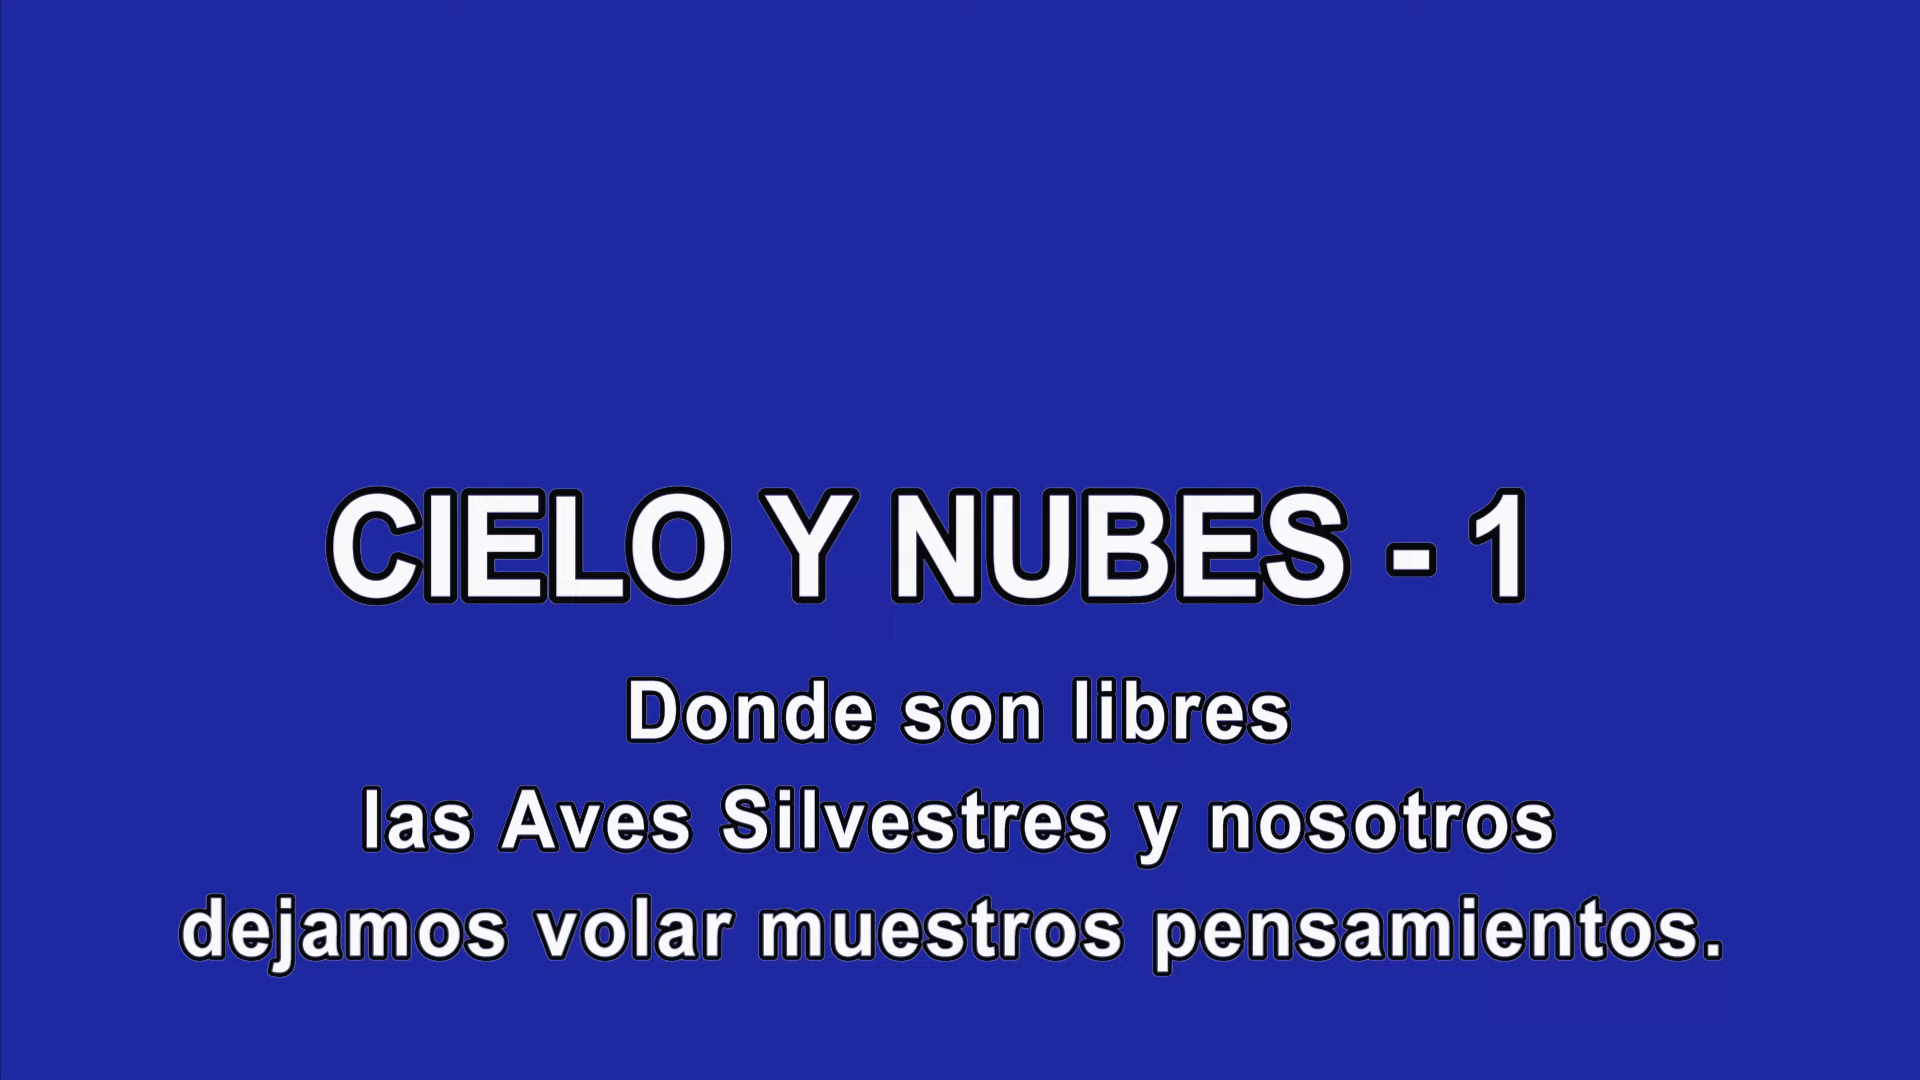 CIELO Y NUBES - 1
Donde son libres
las Aves Silvestres y nosotros
dejamos volar muestros pensamientos.